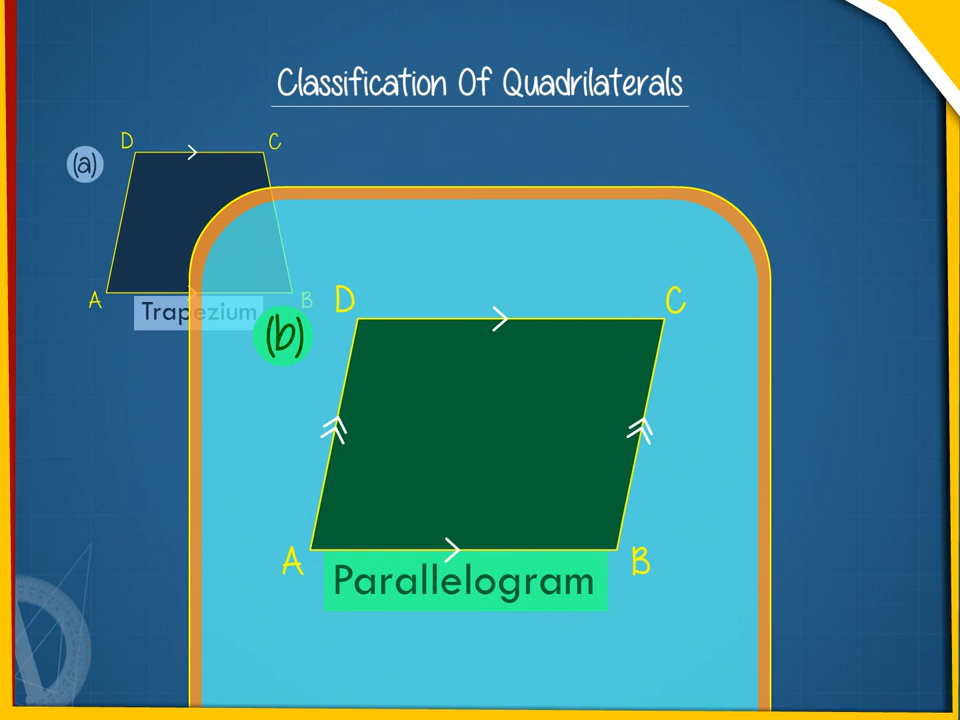 Classification Of Quadrilaterals
(a)
D
C
A
B
Trapezium
(b)
D
C
A
B
Parallelogram